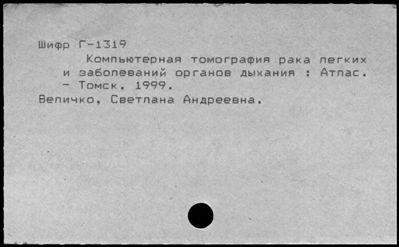 Шифр Г-1319
Компьютерная томография рака легких
и заболеваний органов дыхания : Атлас.
- Томск, 1999.
Величко, Светлана Андреевна.